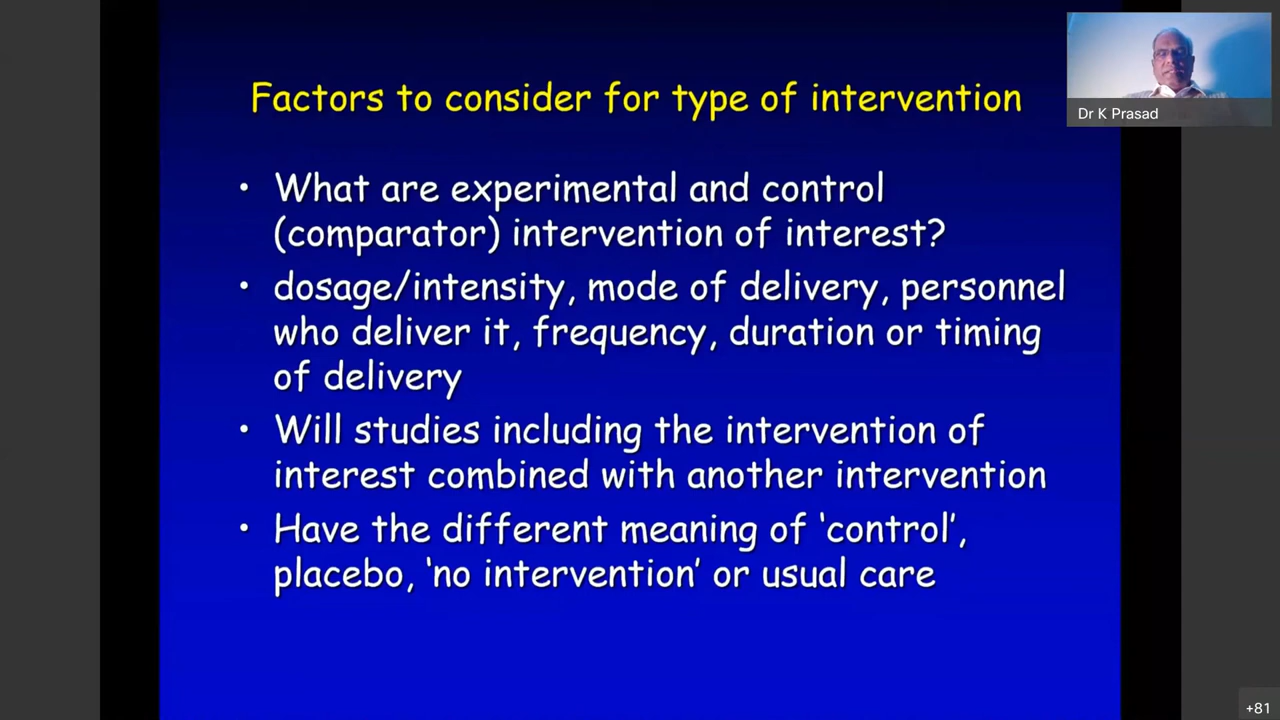 Factors to consider for type of intervention
Dr K Prasad
• What are experimental and control
(comparator) intervention of interest?
• dosage/intensity, mode of delivery, personnel
who deliver it, frequency, duration or timing
of delivery
• Will studies including the intervention of
interest combined with another intervention
• Have the different meaning of ‘control’,
placebo, ‘no intervention’ or usual care
+81